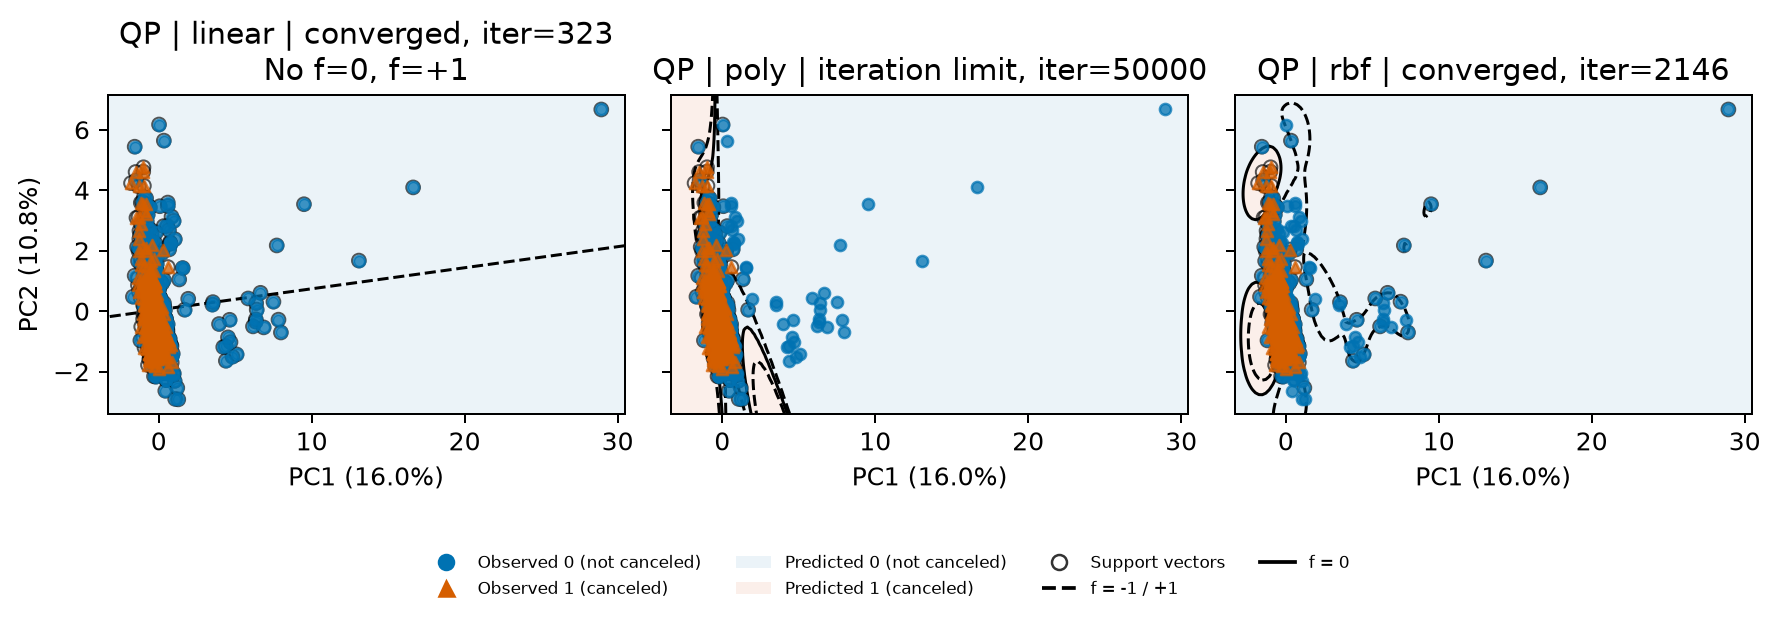 QP | linear | converged, iter=323
No f=0, f=+1
QP | poly | iteration limit, iter=50000
QP | rbf | converged, iter=2146
PC2 (10.8%)
6
4
2
0
−2
0 10 20 30
0 10 20 30
0 10 20 30
PC1 (16.0%)
PC1 (16.0%)
PC1 (16.0%)
Observed 0 (not canceled)
Observed 1 (canceled)
Predicted 0 (not canceled)
Predicted 1 (canceled)
Support vectors
f = -1 / +1
f = 0